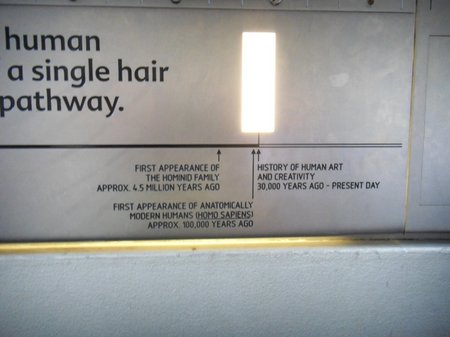 human
a single hair
pathway.
FIRST APPEARANCE OF
THE HOMINID FAMILY
APPROX. 4.5 MILLION YEARS AGO
HISTORY OF HUMAN ART
AND CREATIVITY
30,000 YEARS AGO - PRESENT DAY
FIRST APPEARANCE OF ANATOMICALLY
MODERN HUMANS (HOMO SAPIENS)
APPROX. 100,000 YEARS AGO